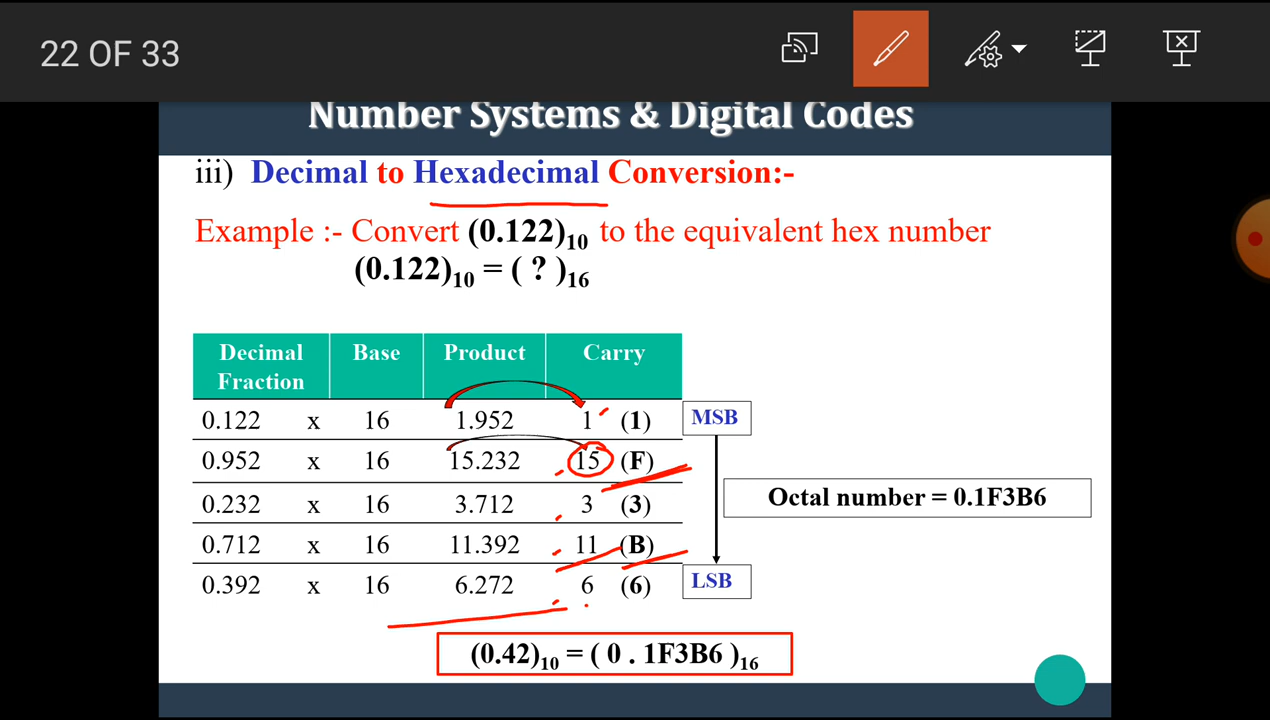 22 OF 33
Number Systems & Digital Codes
iii) Decimal to Hexadecimal Conversion:-
Example :- Convert (0.122)10 to the equivalent hex number
(0.122)10 = ( ? )16
Decimal Fraction Base Product Carry
0.122 x 16 1.952 1 (1) MSB
0.952 x 16 15.232 15 (F)
0.232 x 16 3.712 3 (3)
Octal number = 0.1F3B6
0.712 x 16 11.392 11 (B)
0.392 x 16 6.272 6 (6) LSB
(0.42)10 = ( 0 . 1F3B6 )16